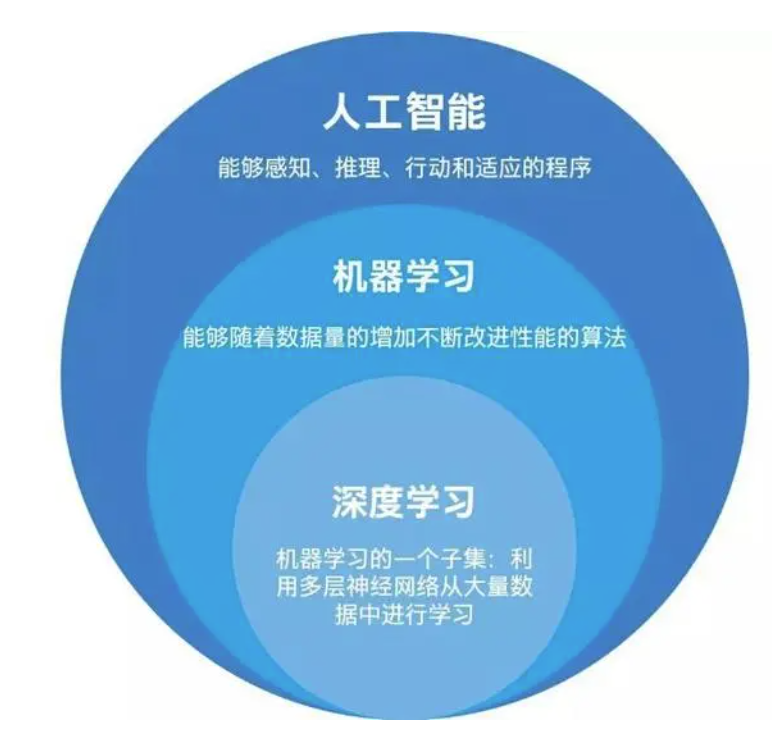 人工智能
能够感知、推理、行动和适应的程序
机器学习
能够随着数据量的增加不断改进性能的算法
深度学习
机器学习的一个子集：利
用多层神经网络从大量数
据中进行学习